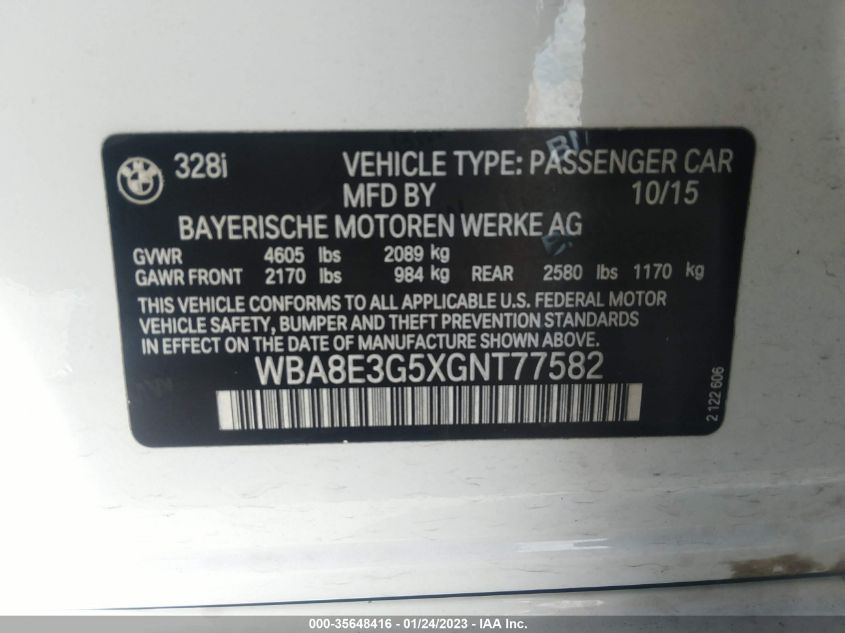 328i VEHICLE TYPE: PASSENGER CAR
MFD BY 10/15
BAYERISCHE MOTOREN WERKE AG
GVWR 4605 lbs 2089 kg
GAWR FRONT 2170 lbs 984 kg REAR 2580 lbs 1170 kg
THIS VEHICLE CONFORMS TO ALL APPLICABLE U.S. FEDERAL MOTOR
VEHICLE SAFETY, BUMPER AND THEFT PREVENTION STANDARDS
IN EFFECT ON THE DATE OF MANUFACTURE SHOWN ABOVE.
WBA8E3G5XGNT77582
2 122 606
000-35648416 - 01/24/2023 - IAAI.COM